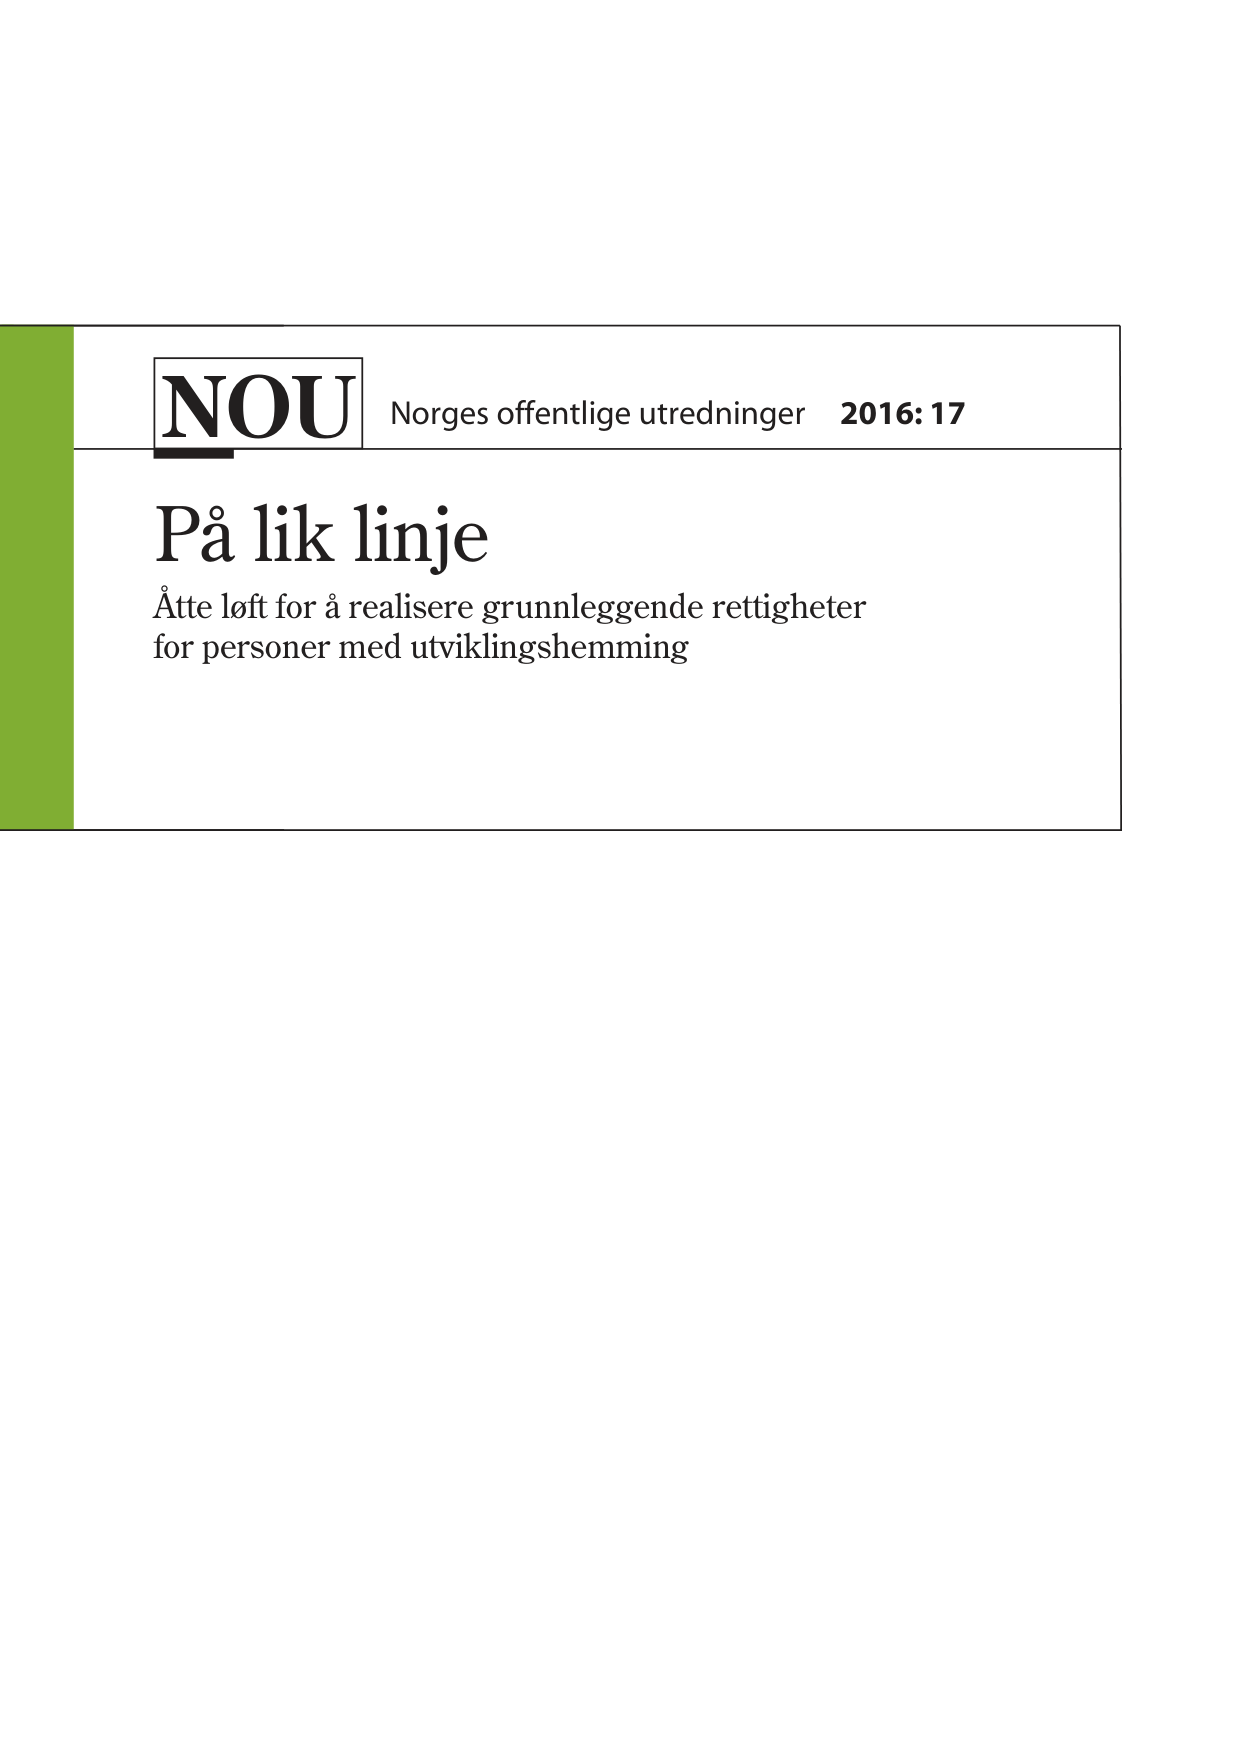 NOU Norges offentlige utredninger 2016: 17
På lik linje
Åtte løft for å realisere grunnleggende rettigheter
for personer med utviklingshemming